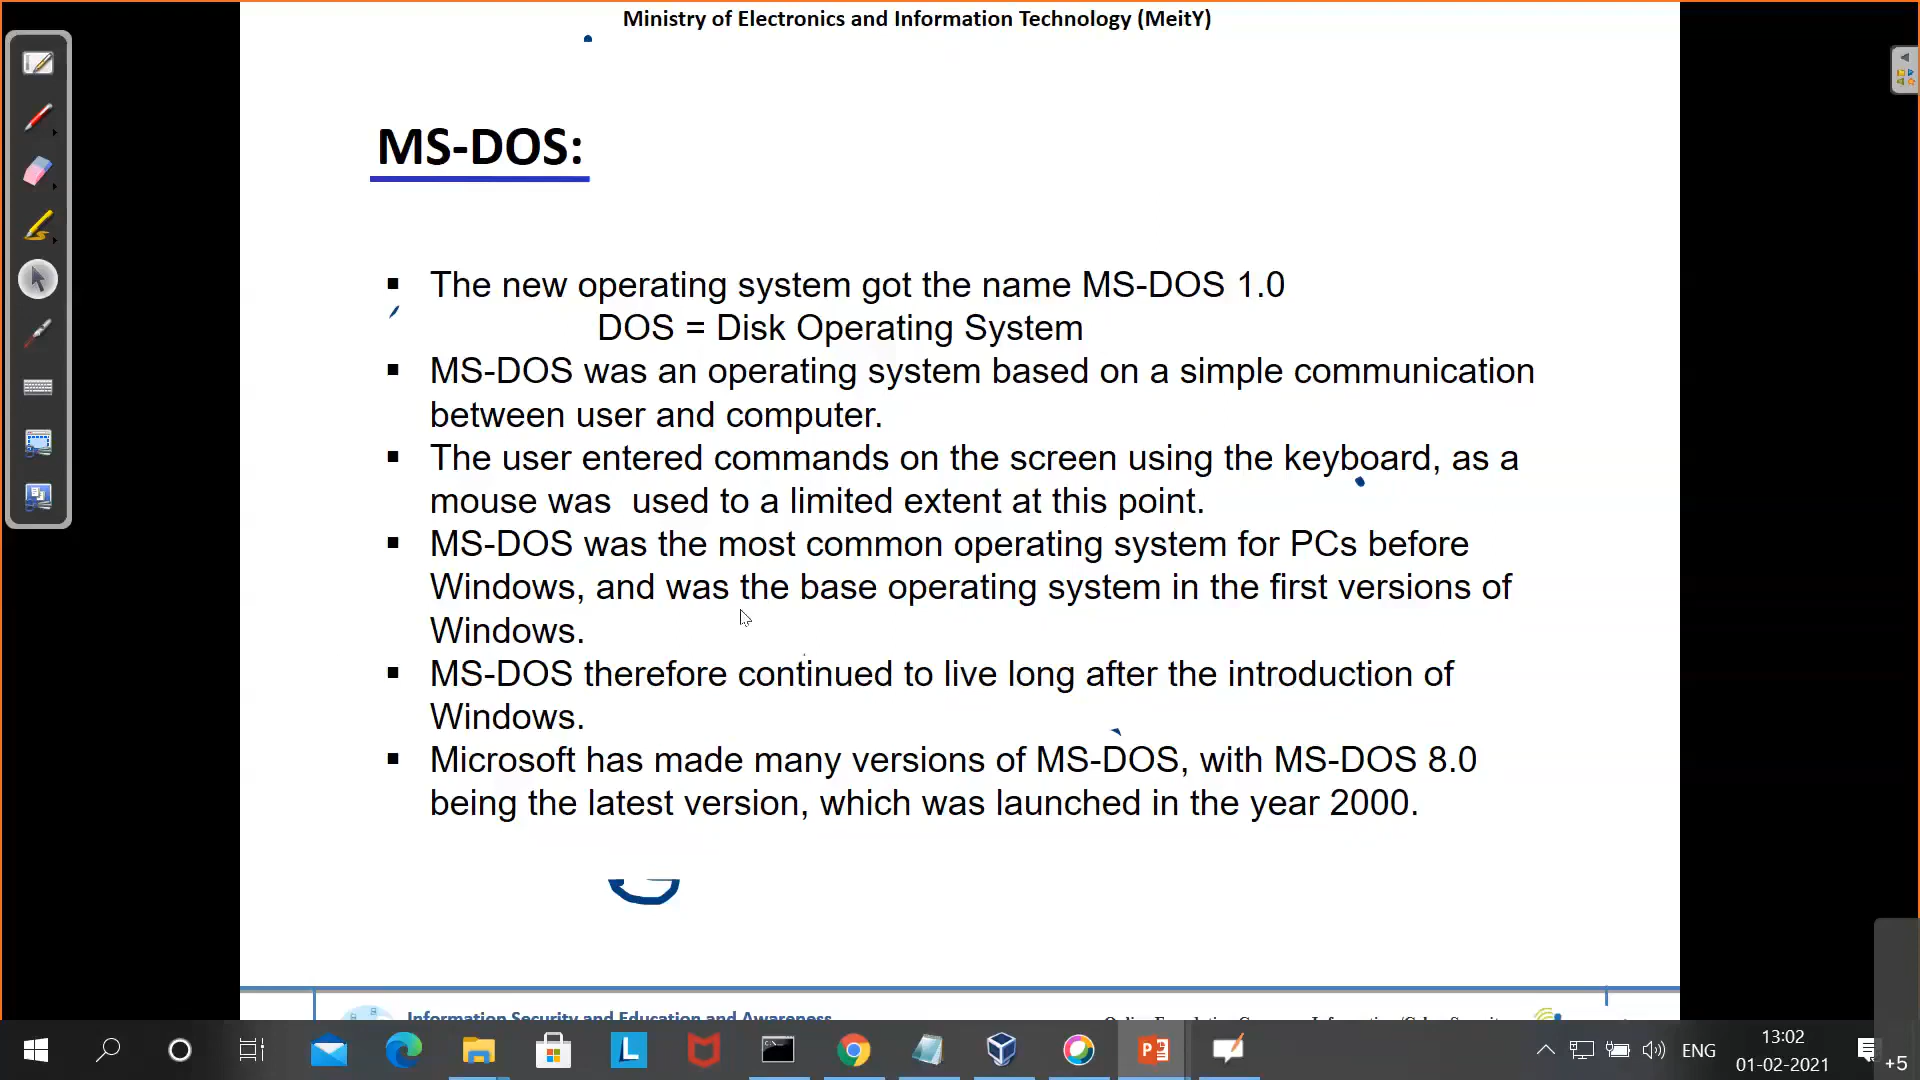 Ministry of Electronics and Information Technology (MeitY)
MS-DOS:
▪ The new operating system got the name MS-DOS 1.0
DOS = Disk Operating System
▪ MS-DOS was an operating system based on a simple communication
between user and computer.
▪ The user entered commands on the screen using the keyboard, as a
mouse was  used to a limited extent at this point.
▪ MS-DOS was the most common operating system for PCs before
Windows, and was the base operating system in the first versions of
Windows.
▪ MS-DOS therefore continued to live long after the introduction of
Windows.
▪ Microsoft has made many versions of MS-DOS, with MS-DOS 8.0
being the latest version, which was launched in the year 2000.
Information Security and Education and Awareness
ENG
13:02
01-02-2021
+5